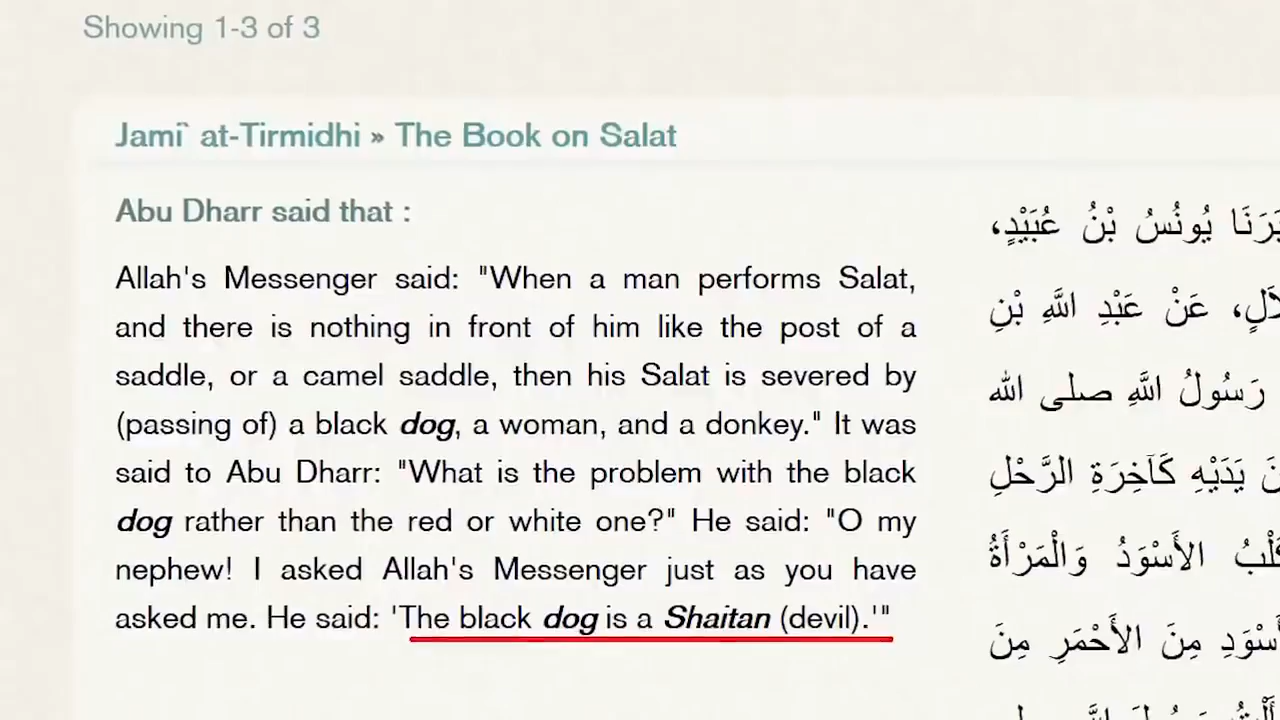 Showing 1-3 of 3
Jami` at-Tirmidhi » The Book on Salat
Abu Dharr said that :
Allah's Messenger said: "When a man performs Salat,
and there is nothing in front of him like the post of a
saddle, or a camel saddle, then his Salat is severed by
(passing of) a black dog, a woman, and a donkey." It was
said to Abu Dharr: "What is the problem with the black
dog rather than the red or white one?" He said: "O my
nephew! I asked Allah's Messenger just as you have
asked me. He said: 'The black dog is a Shaitan (devil).'"
يُونُسُ بْنُ عُبَيْدٍ،
عَنْ عَبْدِ اللَّهِ بْنِ
رَسُولُ اللَّهِ صلى الله
يَدَيْهِ كَآخِرَةِ الرَّحْلِ
الأَسْوَدُ وَالْمَرْأَةُ
مِنَ الأَحْمَرِ مِنَ